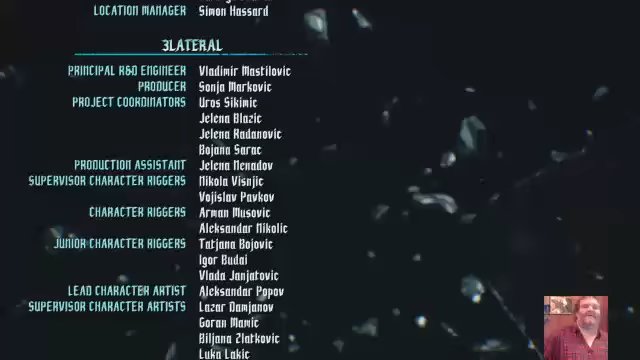 LOCATION MANAGER Simon Hassard
3LATERAL
PRINCIPAL R&D ENGINEER Vladimir Mastilovic
PRODUCER Sonja Markovic
PROJECT COORDINATORS Uros Sikimic
Jelena Blazic
Jelena Radanovic
Bojana Sarac
PRODUCTION ASSISTANT Jelena Nenadov
SUPERVISOR CHARACTER RIGGERS Nikola Visnjic
Vojislav Pavkov
CHARACTER RIGGERS Arman Musovic
Aleksandar Nikolic
JUNIOR CHARACTER RIGGERS Tatjana Bojovic
Igor Budai
Vlada Janjatovic
LEAD CHARACTER ARTIST Aleksandar Popov
SUPERVISOR CHARACTER ARTISTS Lazar Damjanov
Goran Mamic
Biljana Zlatkovic
Luka Lakic